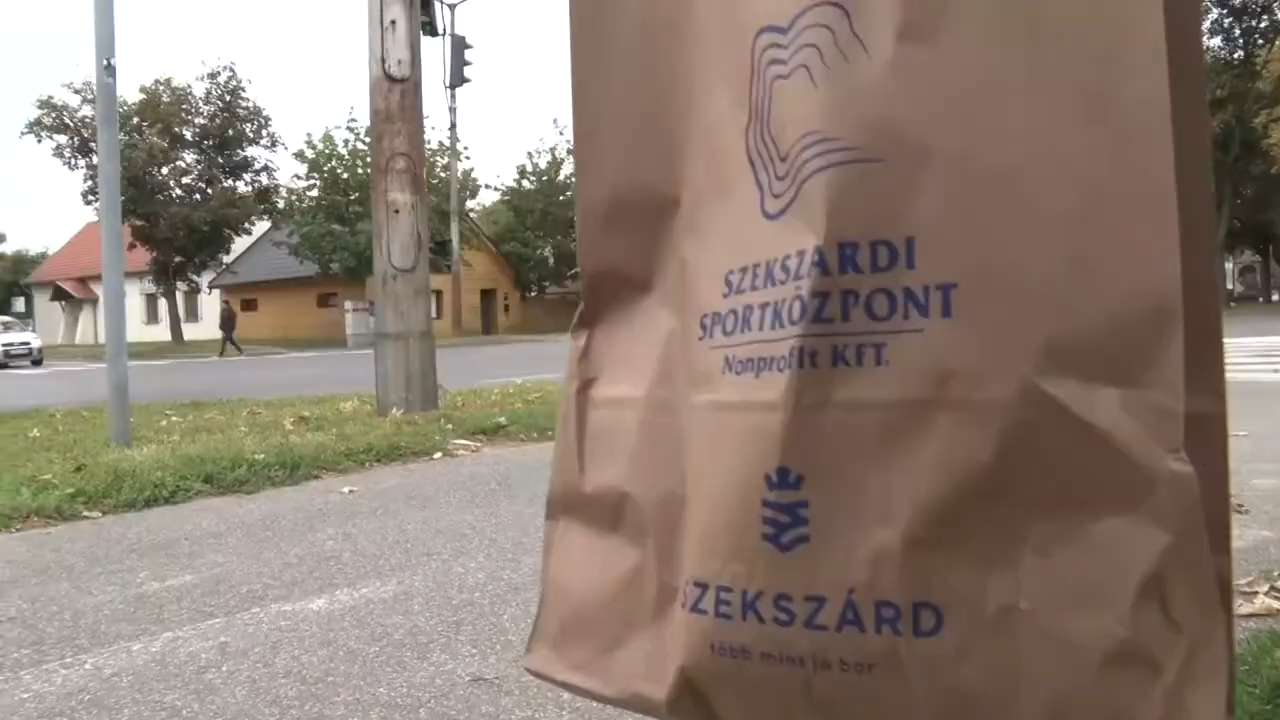 SZEKSZÁRDI
SPORTKÖZPONT
Nonprofit KFT.
SZEKSZÁRD
több mint ja bor